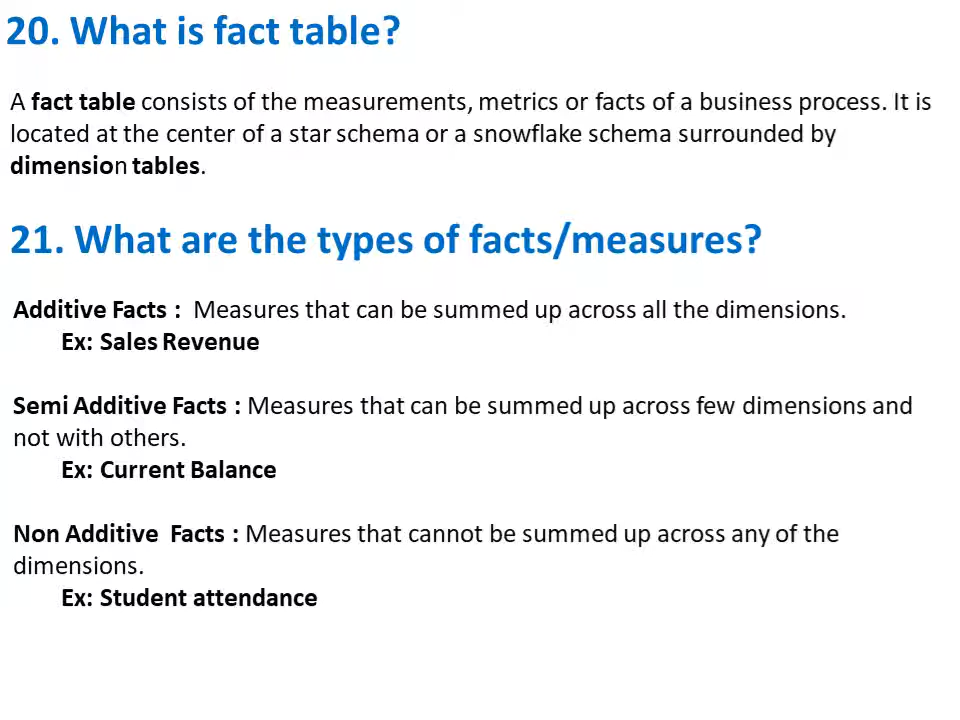 20. What is fact table?
A fact table consists of the measurements, metrics or facts of a business process. It is
located at the center of a star schema or a snowflake schema surrounded by
dimension tables.
21. What are the types of facts/measures?
Additive Facts :  Measures that can be summed up across all the dimensions.
Ex: Sales Revenue
Semi Additive Facts : Measures that can be summed up across few dimensions and
not with others.
Ex: Current Balance
Non Additive  Facts : Measures that cannot be summed up across any of the
dimensions.
Ex: Student attendance